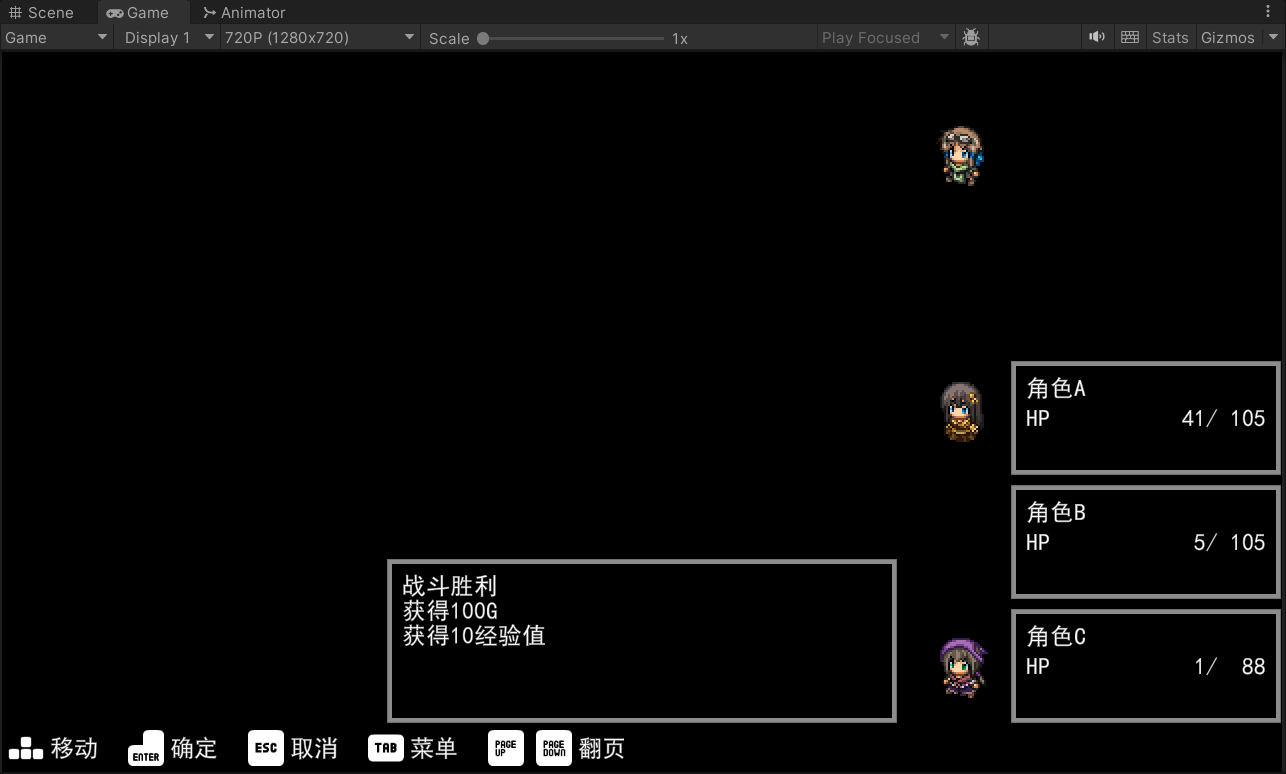 Scene Game Animator
Game Display 1 720P (1280x720) Scale 1x Play Focused Stats Gizmos
角色A
HP 41/ 105
角色B
HP 5/ 105
战斗胜利
获得100G
获得10经验值
角色C
HP 1/ 88
ENTER ESC TAB PAGE UP PAGE DOWN
移动 确定 取消 菜单 翻页